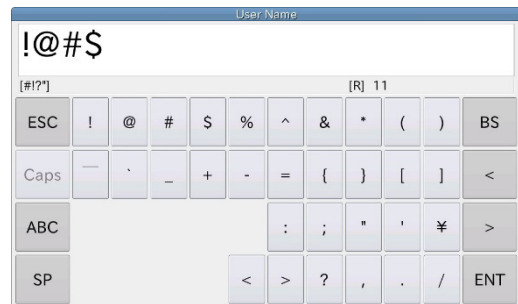 User Name
!@#$
[#!?"] [R] 11
ESC ! @ # $ % ^ & * ( ) BS
Caps ‾ ` _ + - = { } [ ] <
ABC : ; " ' ¥ >
SP < > ? , . / ENT